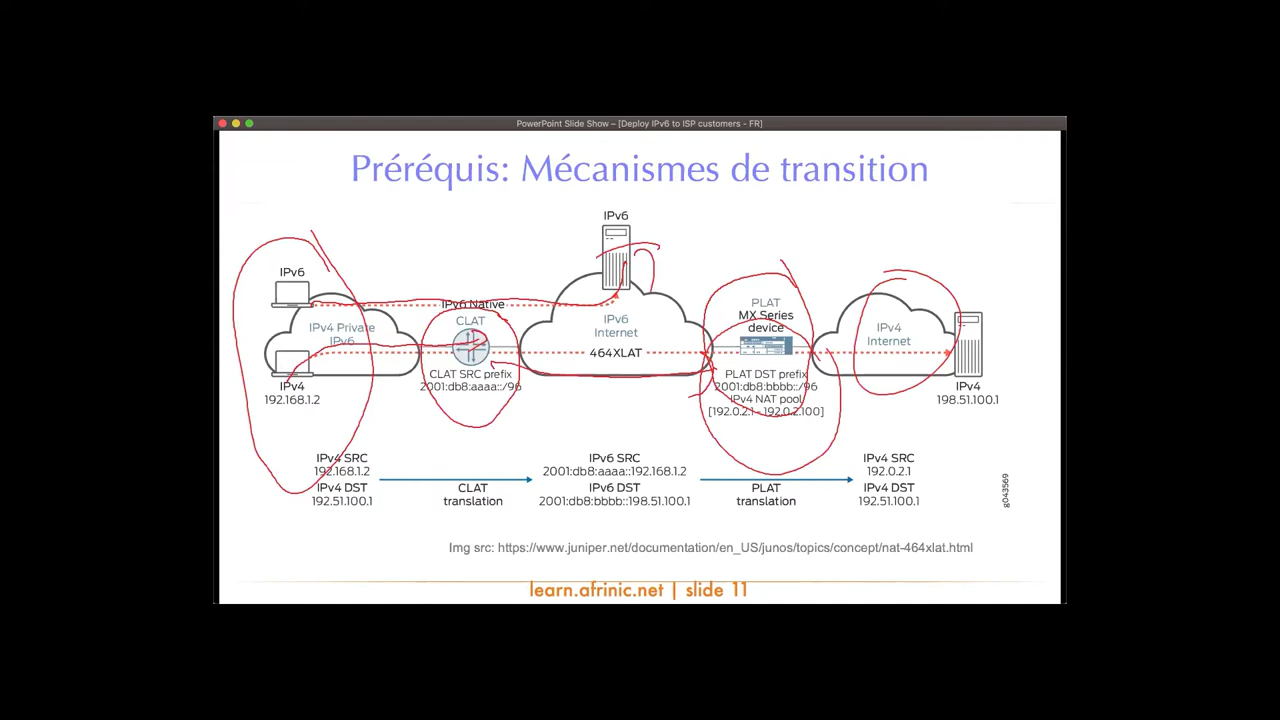 PowerPoint Slide Show – [Deploy IPv6 to ISP customers - FR]
Préréquis: Mécanismes de transition
IPv6
IPv6
IPv6 Native
IPv4 Private
IPv6
CLAT
IPv6
Internet
464XLAT
PLAT
MX Series
device
IPv4
Internet
IPv4
192.168.1.2
CLAT SRC prefix
2001:db8:aaaa::/96
PLAT DST prefix
2001:db8:bbbb::/96
IPv4 NAT pool
[192.0.2.1 - 192.0.2.100]
IPv4
198.51.100.1
IPv4 SRC
192.168.1.2
IPv4 DST
192.51.100.1
CLAT
translation
IPv6 SRC
2001:db8:aaaa::192.168.1.2
IPv6 DST
2001:db8:bbbb::198.51.100.1
PLAT
translation
IPv4 SRC
192.0.2.1
IPv4 DST
192.51.100.1
g043569
Img src: https://www.juniper.net/documentation/en_US/junos/topics/concept/nat-464xlat.html
learn.afrinic.net | slide 11